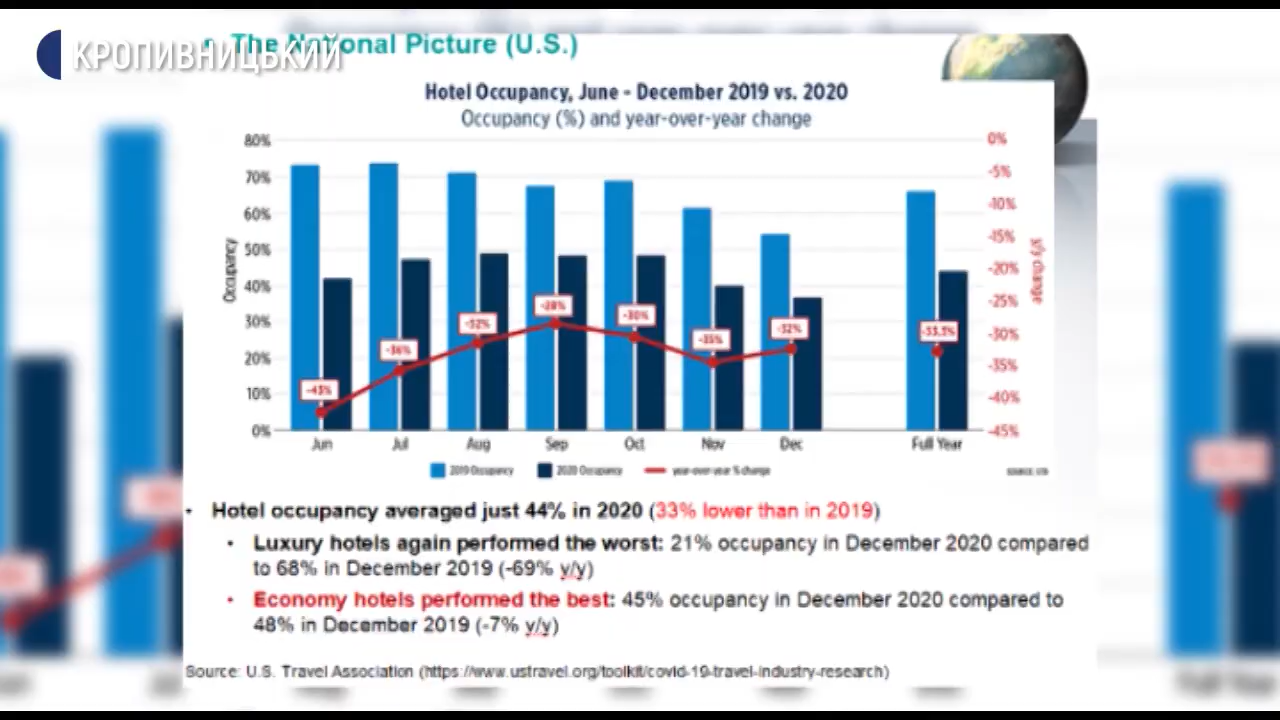 КРОПИВНИЦЬКИЙ
• The National Picture (U.S.)
Hotel Occupancy, June - December 2019 vs. 2020
Occupancy (%) and year-over-year change
80% 0%
70% -5%
60% -10%
50% -15%
40% -20%
30% -25%
20% -30%
10% -35%
0% -40%
-45%
Occupancy
y/y change
-43% -36% -32% -28% -30% -35% -32% -33.3%
Jun Jul Aug Sep Oct Nov Dec Full Year
2019 Occupancy 2020 Occupancy year-over-year % change
SOURCE: STR
• Hotel occupancy averaged just 44% in 2020 (33% lower than in 2019)
• Luxury hotels again performed the worst: 21% occupancy in December 2020 compared
to 68% in December 2019 (-69% y/y)
• Economy hotels performed the best: 45% occupancy in December 2020 compared to
48% in December 2019 (-7% y/y)
Source: U.S. Travel Association (https://www.ustravel.org/toolkit/covid-19-travel-industry-research)
Full Year